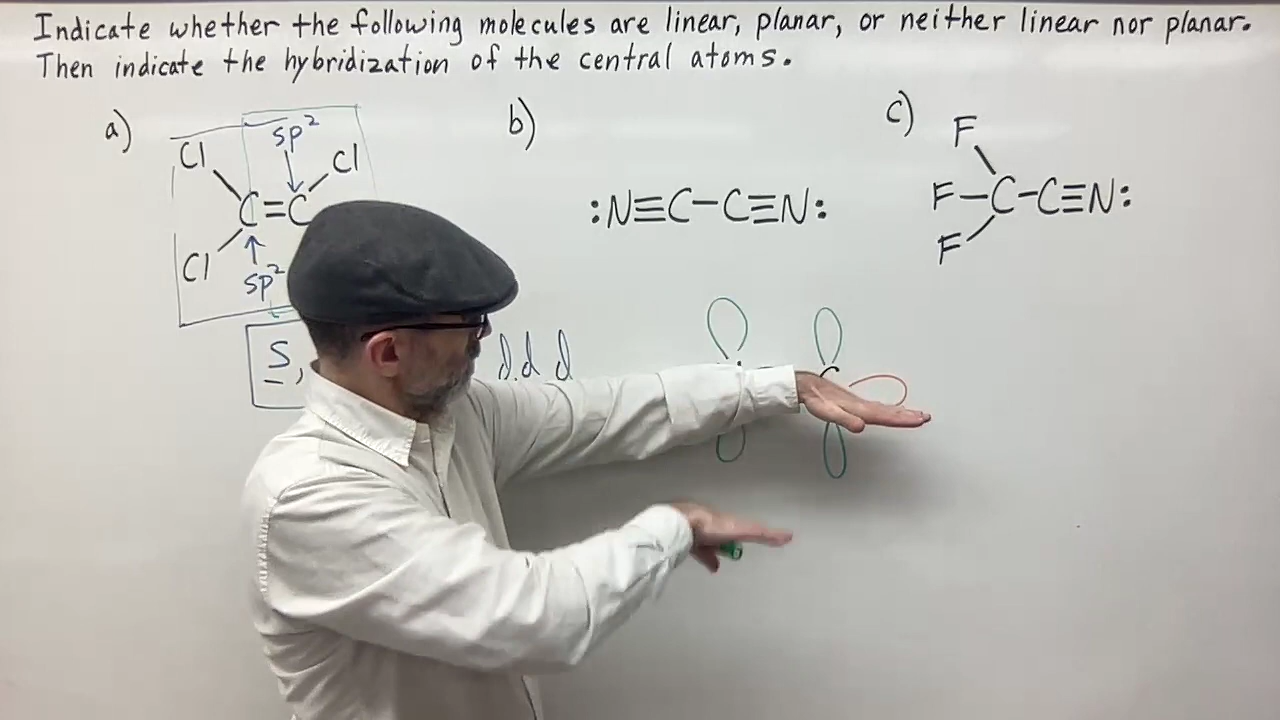 Indicate whether the following molecules are linear, planar, or neither linear nor planar.
Then indicate the hybridization of the central atoms.
a)
b)
c)
sp²
Cl
Cl
C=C
Cl
sp²
:N≡C–C≡N:
F
F–C–C≡N:
F
S,
C